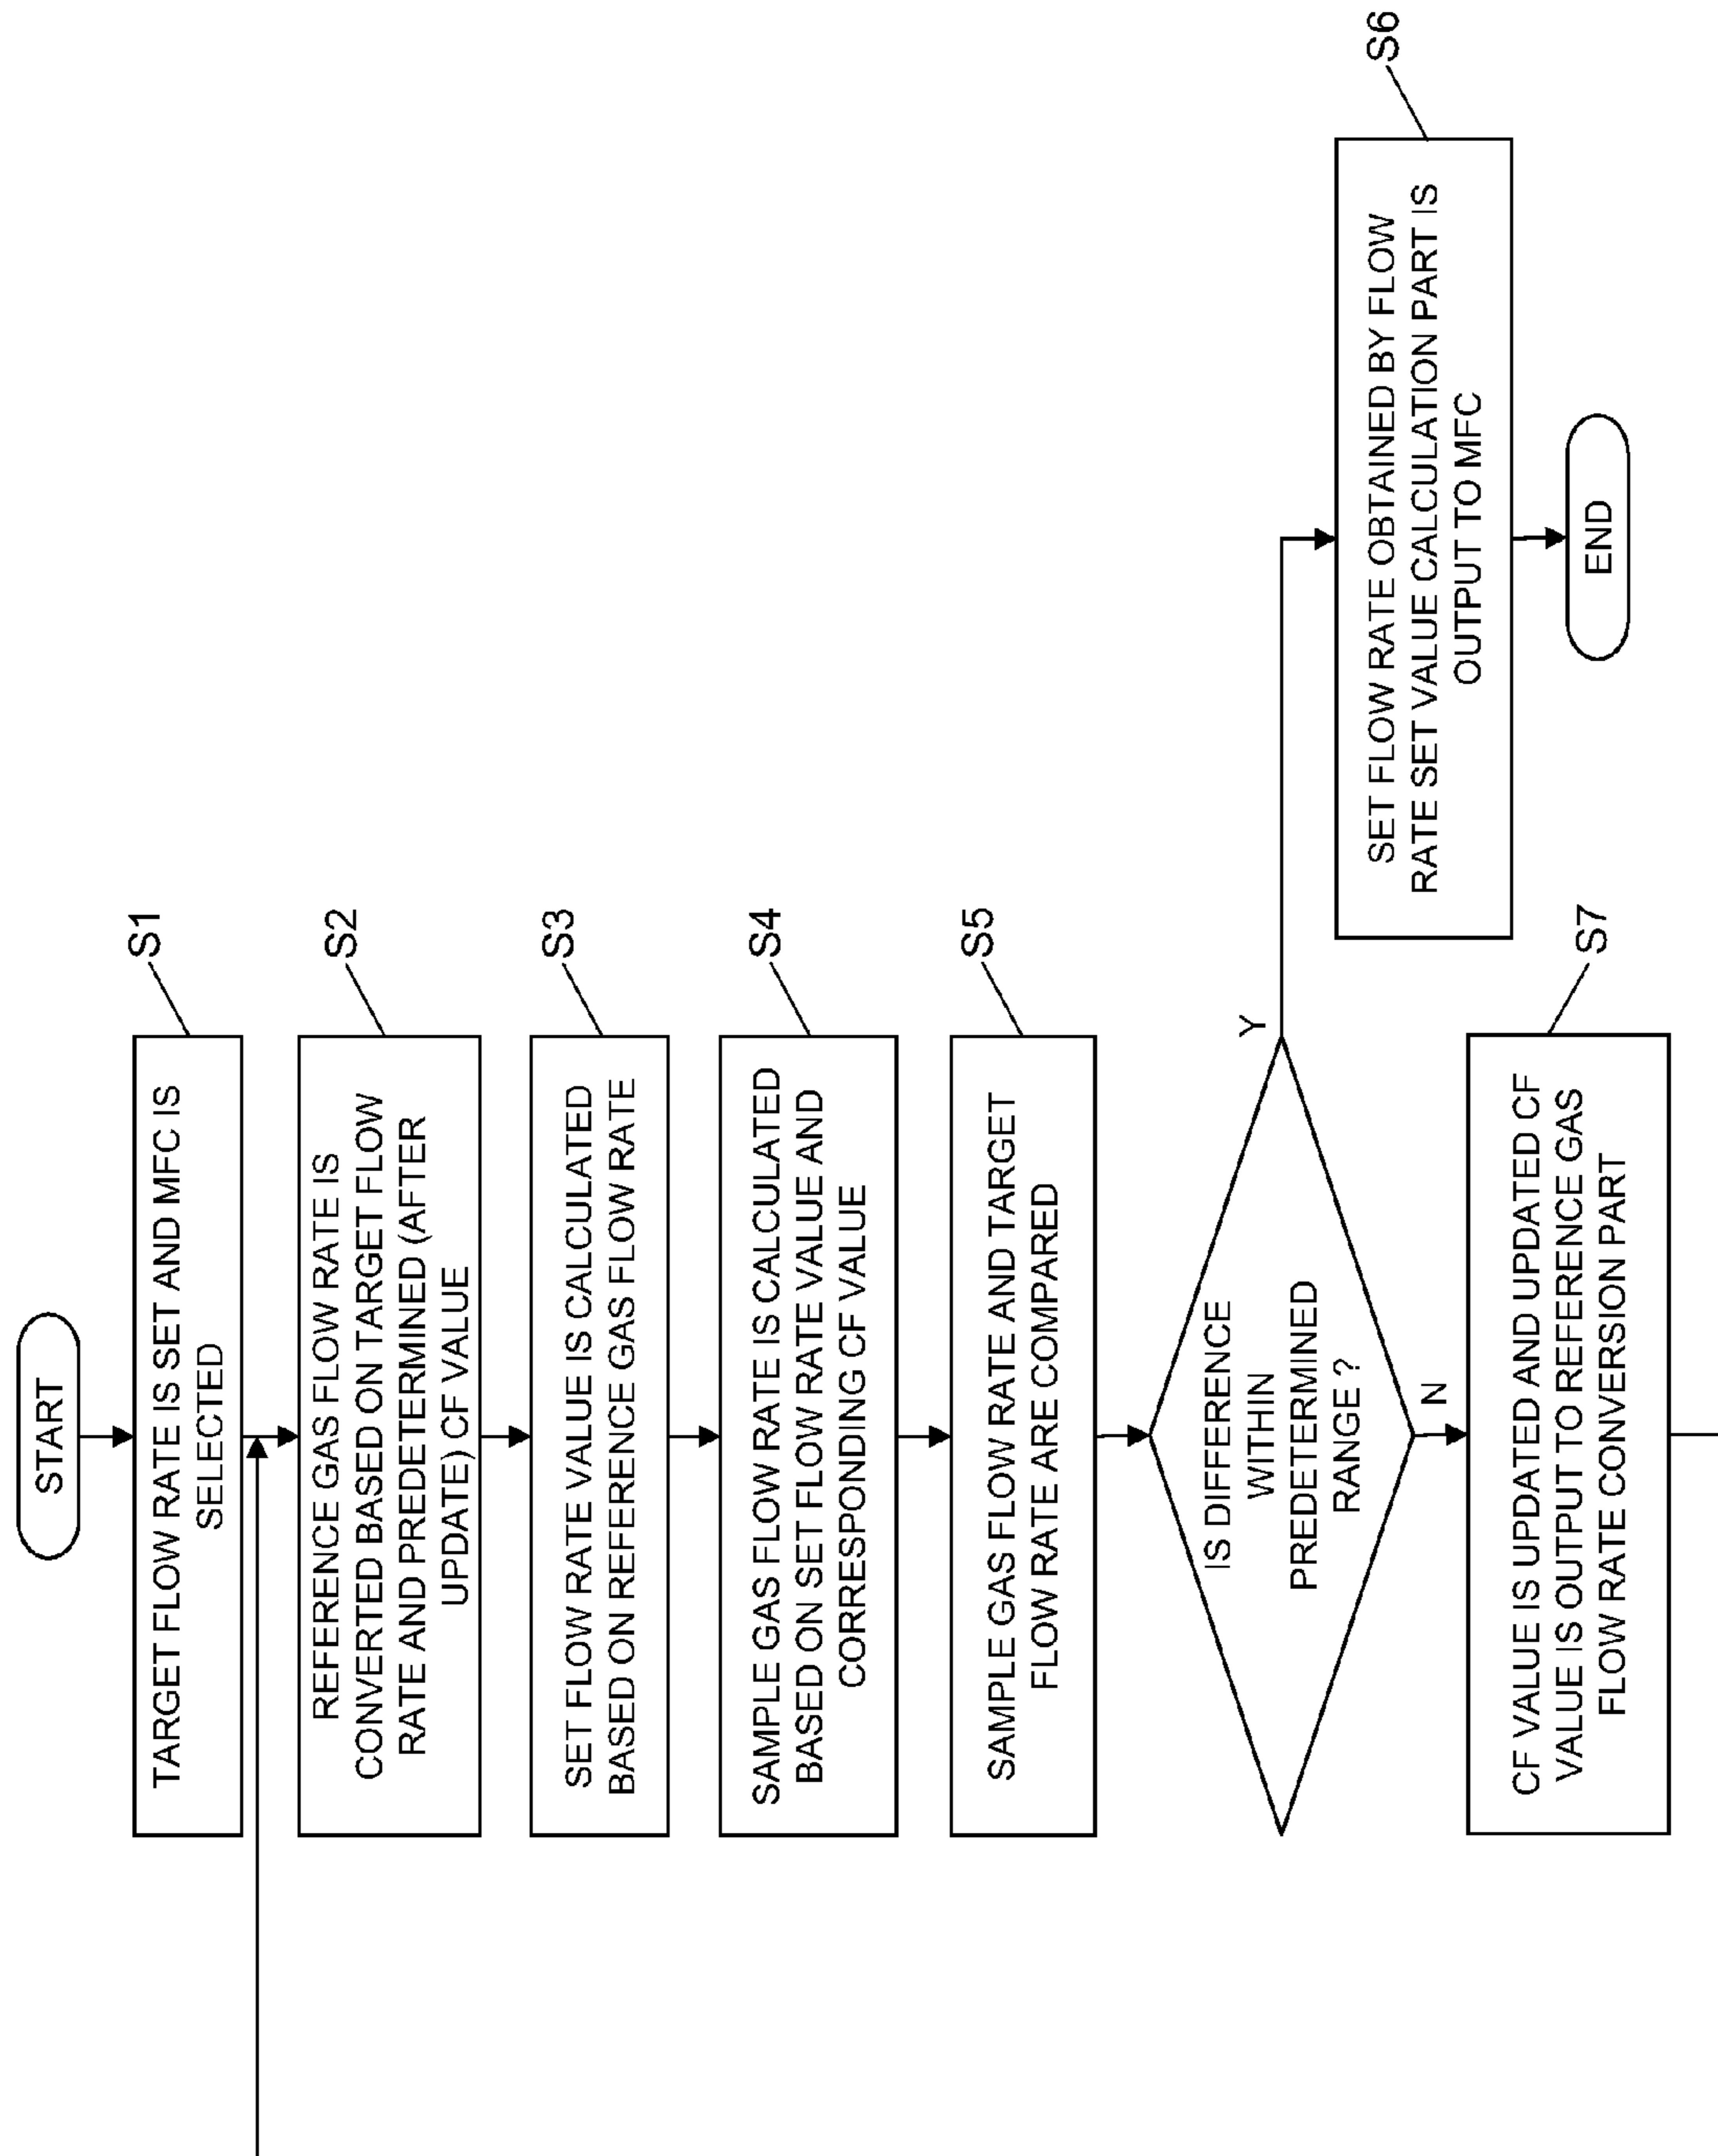 START
TARGET FLOW RATE IS SET AND MFC IS
SELECTED
S1
REFERENCE GAS FLOW RATE IS
CONVERTED BASED ON TARGET FLOW
RATE AND PREDETERMINED (AFTER
UPDATE) CF VALUE
S2
SET FLOW RATE VALUE IS CALCULATED
BASED ON REFERENCE GAS FLOW RATE
S3
SAMPLE GAS FLOW RATE IS CALCULATED
BASED ON SET FLOW RATE VALUE AND
CORRESPONDING CF VALUE
S4
SAMPLE GAS FLOW RATE AND TARGET
FLOW RATE ARE COMPARED
S5
IS DIFFERENCE
WITHIN
PREDETERMINED
RANGE ?
Y
N
SET FLOW RATE OBTAINED BY FLOW
RATE SET VALUE CALCULATION PART IS
OUTPUT TO MFC
S6
END
CF VALUE IS UPDATED AND UPDATED CF
VALUE IS OUTPUT TO REFERENCE GAS
FLOW RATE CONVERSION PART
S7